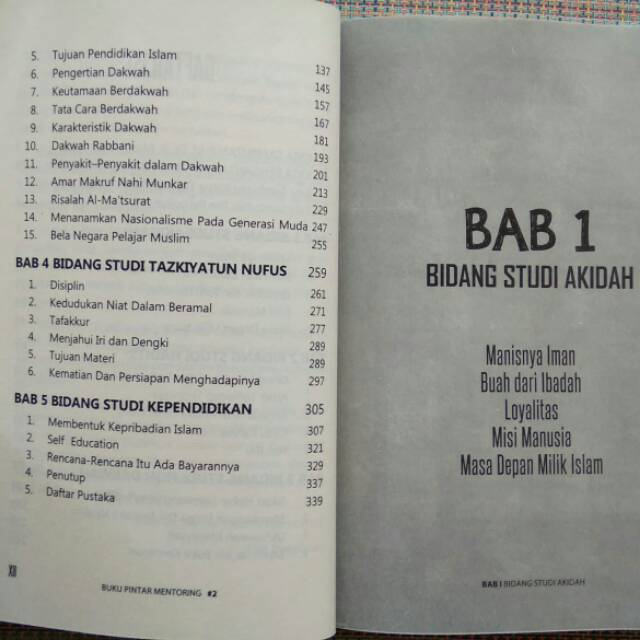 5. Tujuan Pendidikan Islam
6. Pengertian Dakwah 137
7. Keutamaan Berdakwah 145
8. Tata Cara Berdakwah 157
9. Karakteristik Dakwah 167
10. Dakwah Rabbani 181
11. Penyakit–Penyakit dalam Dakwah 193
12. Amar Makruf Nahi Munkar 201
13. Risalah Al-Ma'tsurat 213
14. Menanamkan Nasionalisme Pada Generasi Muda 229
15. Bela Negara Pelajar Muslim 247
255
BAB 4 BIDANG STUDI TAZKIYATUN NUFUS 259
1. Disiplin 261
2. Kedudukan Niat Dalam Beramal 271
3. Tafakkur 277
4. Menjahui Iri dan Dengki 289
5. Tujuan Materi 289
6. Kematian Dan Persiapan Menghadapinya 297
BAB 5 BIDANG STUDI KEPENDIDIKAN 305
1. Membentuk Kepribadian Islam 307
2. Self Education 321
3. Rencana-Rencana Itu Ada Bayarannya 329
4. Penutup 337
5. Daftar Pustaka 339
XII
BUKU PINTAR MENTORING #2
BAB 1
BIDANG STUDI AKIDAH
Manisnya Iman
Buah dari Ibadah
Loyalitas
Misi Manusia
Masa Depan Milik Islam
BAB I BIDANG STUDI AKIDAH